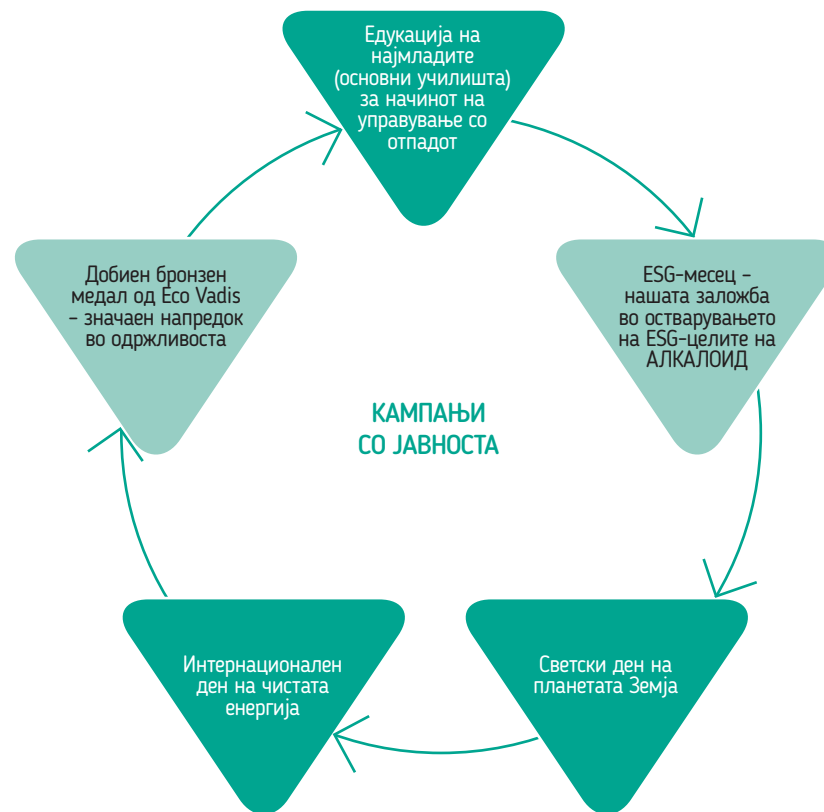 Едукација на
најмладите
(основни училишта)
за начинот на
управување со
отпадот
ESG-месец –
нашата заложба
во остварувањето
на ESG-целите на
АЛКАЛОИД
Светски ден на
планетата Земја
Интернационален
ден на чистата
енергија
Добиен бронзен
медал од Eco Vadis
– значаен напредок
во одржливоста
КАМПАЊИ
СО ЈАВНОСТА